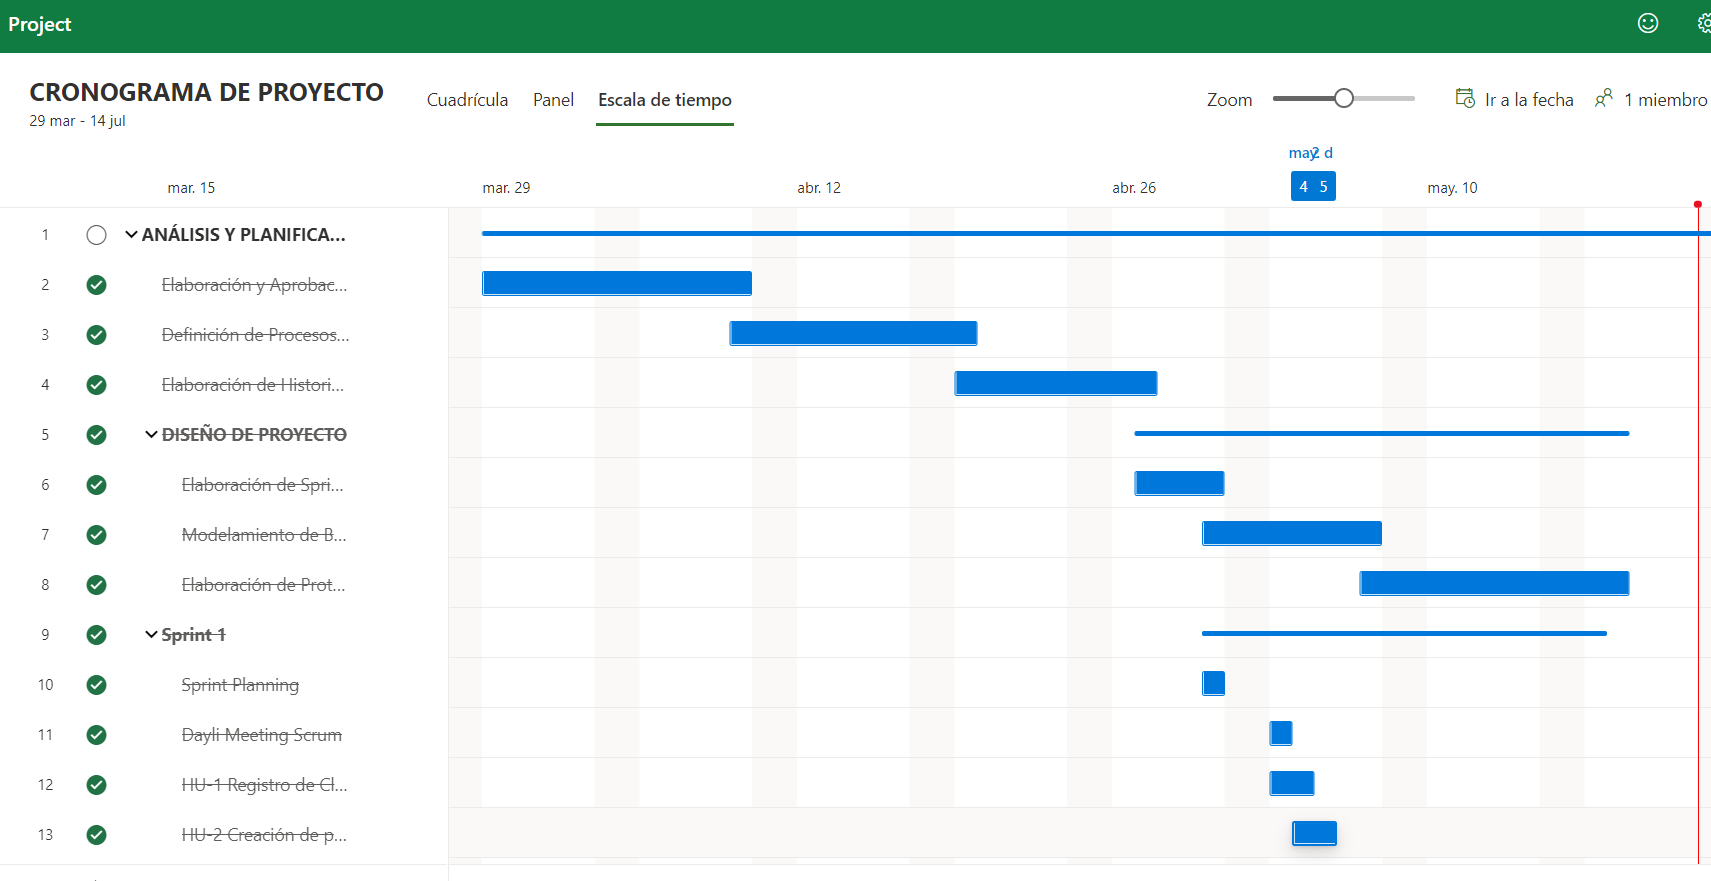 Project
CRONOGRAMA DE PROYECTO
29 mar - 14 jul
Cuadrícula Panel Escala de tiempo
Zoom Ir a la fecha 1 miembro
may. 2 d
mar. 15 mar. 29 abr. 12 abr. 26 4 5 may. 10
1 ANÁLISIS Y PLANIFICA...
2 Elaboración y Aprobac...
3 Definición de Procesos...
4 Elaboración de Histori...
5 DISEÑO DE PROYECTO
6 Elaboración de Spri...
7 Modelamiento de B...
8 Elaboración de Prot...
9 Sprint 1
10 Sprint Planning
11 Dayli Meeting Scrum
12 HU-1 Registro de Cl...
13 HU-2 Creación de p...